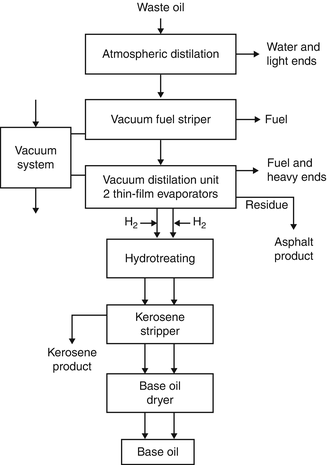 Waste oil
Atmospheric distilation
Water and
light ends
Vacuum fuel striper
Fuel
Vacuum
system
Vacuum distilation unit
2 thin-film evaporators
Fuel and
heavy ends
Residue
Asphalt
product
H2
H2
Hydrotreating
Kerosene
stripper
Kerosene
product
Base oil
dryer
Base oil